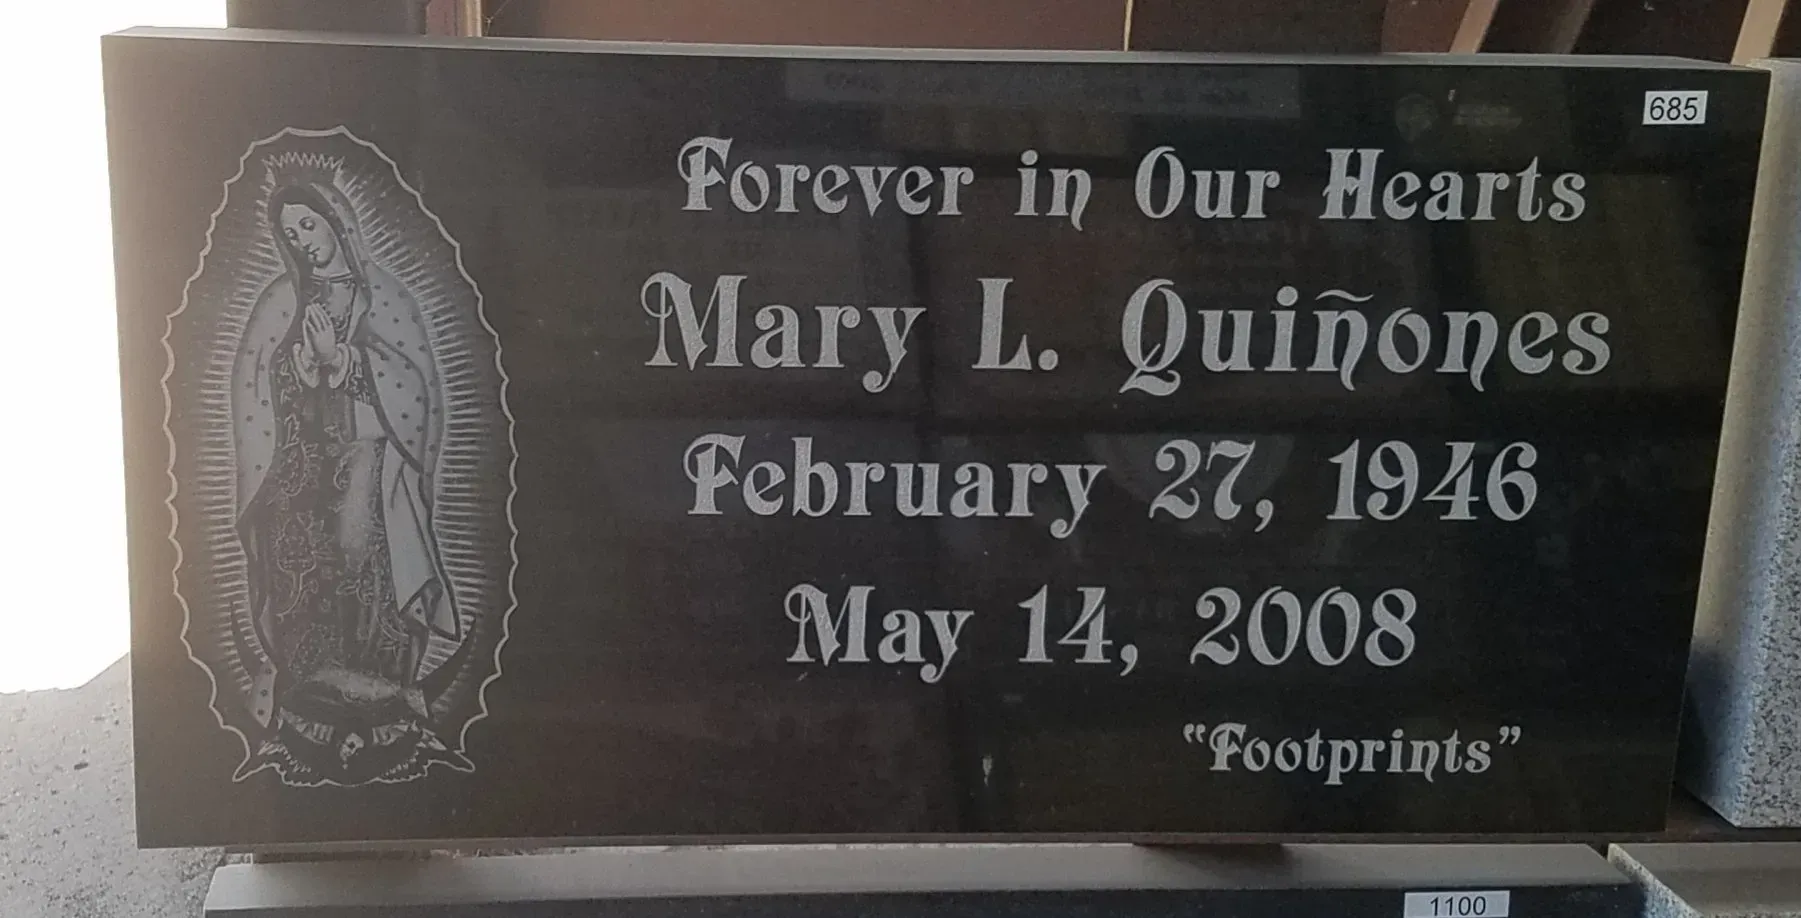 685
Forever in Our Hearts
Mary L. Quiñones
February 27, 1946
May 14, 2008
“Footprints”
1100